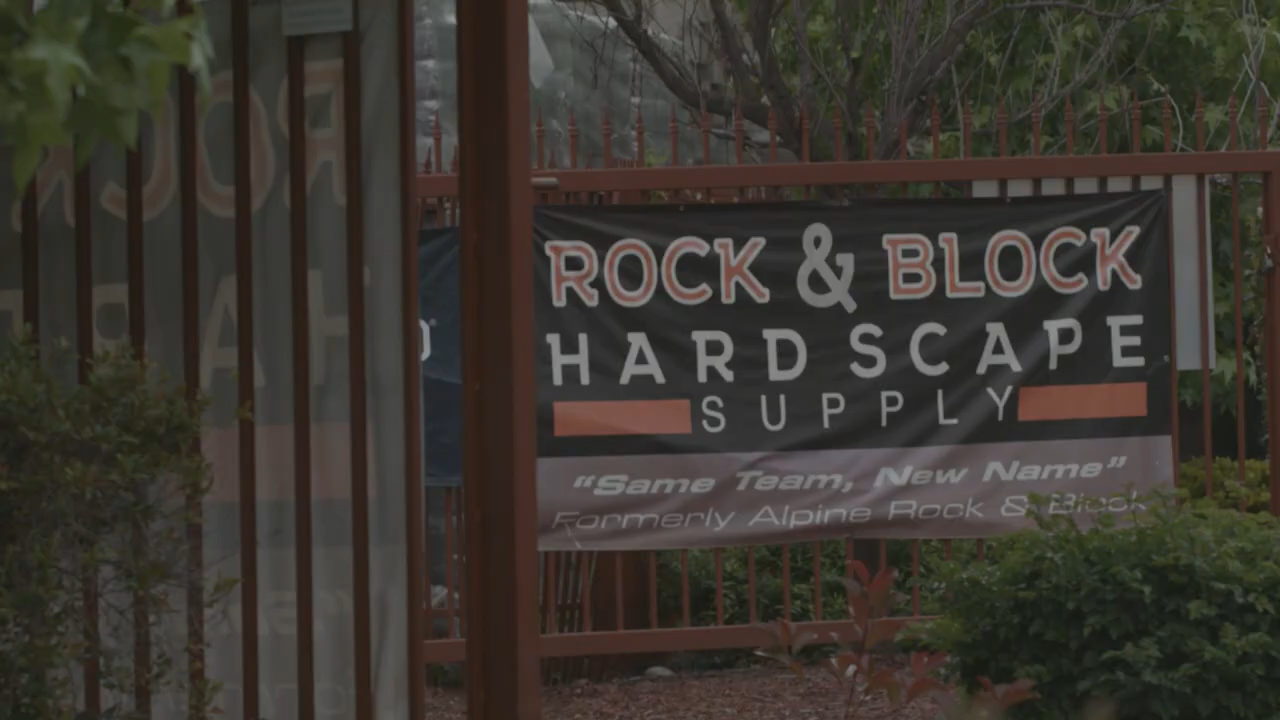 ROCK & BLOCK
HARDSCAPE
SUPPLY
“Same Team, New Name”
Formerly Alpine Rock & Block